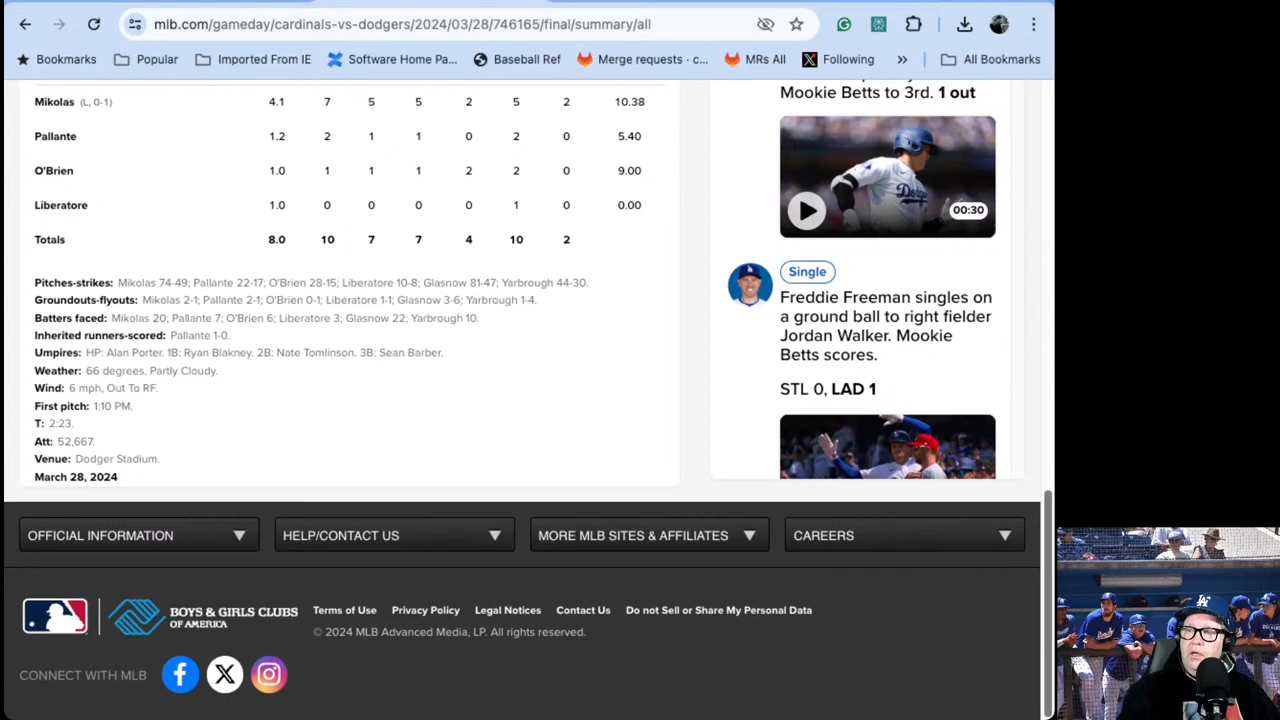 mlb.com/gameday/cardinals-vs-dodgers/2024/03/28/746165/final/summary/all
Bookmarks Popular Imported From IE Software Home Pa... Baseball Ref Merge requests · c... MRs All Following » All Bookmarks
Mikolas (L, 0-1) 4.1 7 5 5 2 5 2 10.38
Pallante 1.2 2 1 1 0 2 0 5.40
O'Brien 1.0 1 1 1 2 2 0 9.00
Liberatore 1.0 0 0 0 0 1 0 0.00
Totals 8.0 10 7 7 4 10 2
Pitches-strikes: Mikolas 74-49; Pallante 22-17; O'Brien 28-15; Liberatore 10-8; Glasnow 81-47; Yarbrough 44-30.
Groundouts-flyouts: Mikolas 2-1; Pallante 2-1; O'Brien 0-1; Liberatore 1-1; Glasnow 3-6; Yarbrough 1-4.
Batters faced: Mikolas 20; Pallante 7; O'Brien 6; Liberatore 3; Glasnow 22; Yarbrough 10.
Inherited runners-scored: Pallante 1-0.
Umpires: HP: Alan Porter. 1B: Ryan Blakney. 2B: Nate Tomlinson. 3B: Sean Barber.
Weather: 66 degrees, Partly Cloudy.
Wind: 6 mph, Out To RF.
First pitch: 1:10 PM.
T: 2:23.
Att: 52,667.
Venue: Dodger Stadium.
March 28, 2024
Mookie Betts to 3rd. 1 out
00:30
Single
Freddie Freeman singles on
a ground ball to right fielder
Jordan Walker. Mookie
Betts scores.
STL 0, LAD 1
OFFICIAL INFORMATION HELP/CONTACT US MORE MLB SITES & AFFILIATES CAREERS
BOYS & GIRLS CLUBS
OF AMERICA
Terms of Use Privacy Policy Legal Notices Contact Us Do not Sell or Share My Personal Data
© 2024 MLB Advanced Media, LP. All rights reserved.
CONNECT WITH MLB